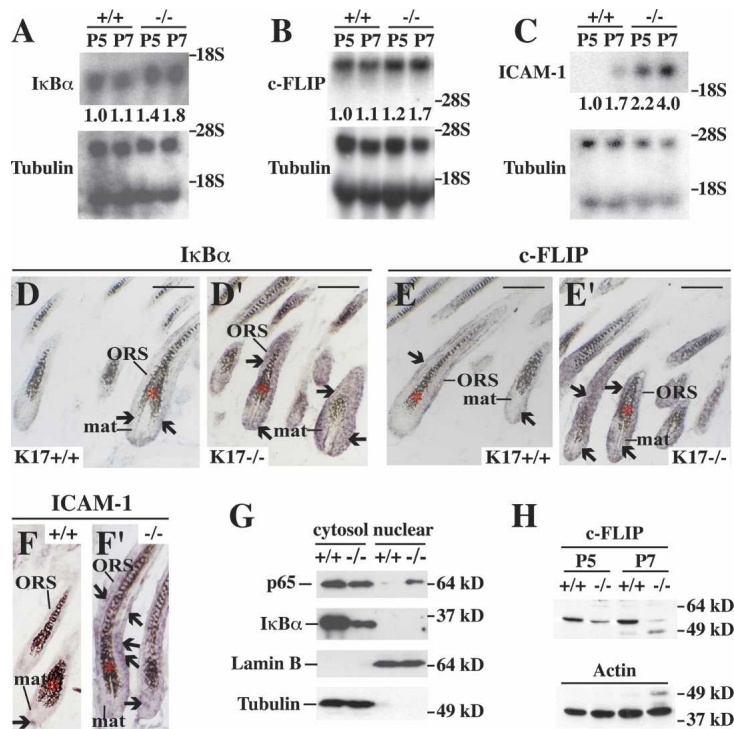 A
+/+ -/-
P5 P7 P5 P7
IκBα
-18S
1.0 1.1 1.4 1.8
-28S
Tubulin
-18S
B
+/+ -/-
P5 P7 P5 P7
c-FLIP
-28S
1.0 1.1 1.2 1.7
Tubulin
-18S
C
+/+ -/-
P5 P7 P5 P7
ICAM-1
-18S
1.0 1.7 2.2 4.0
-28S
Tubulin
-18S
IκBα
D
ORS
*
mat
K17+/+
D'
ORS
*
mat
K17-/-
c-FLIP
E
ORS
*
mat
K17+/+
E'
ORS
*
mat
K17-/-
ICAM-1
F +/+
ORS
*
mat
F' -/-
ORS
*
mat
G
cytosol nuclear
+/+ -/- +/+ -/-
p65 -64 kD
IκBα -37 kD
Lamin B -64 kD
Tubulin -49 kD
H
c-FLIP
P5 P7
+/+ -/- +/+ -/-
-64 kD
-49 kD
Actin
-49 kD
-37 kD